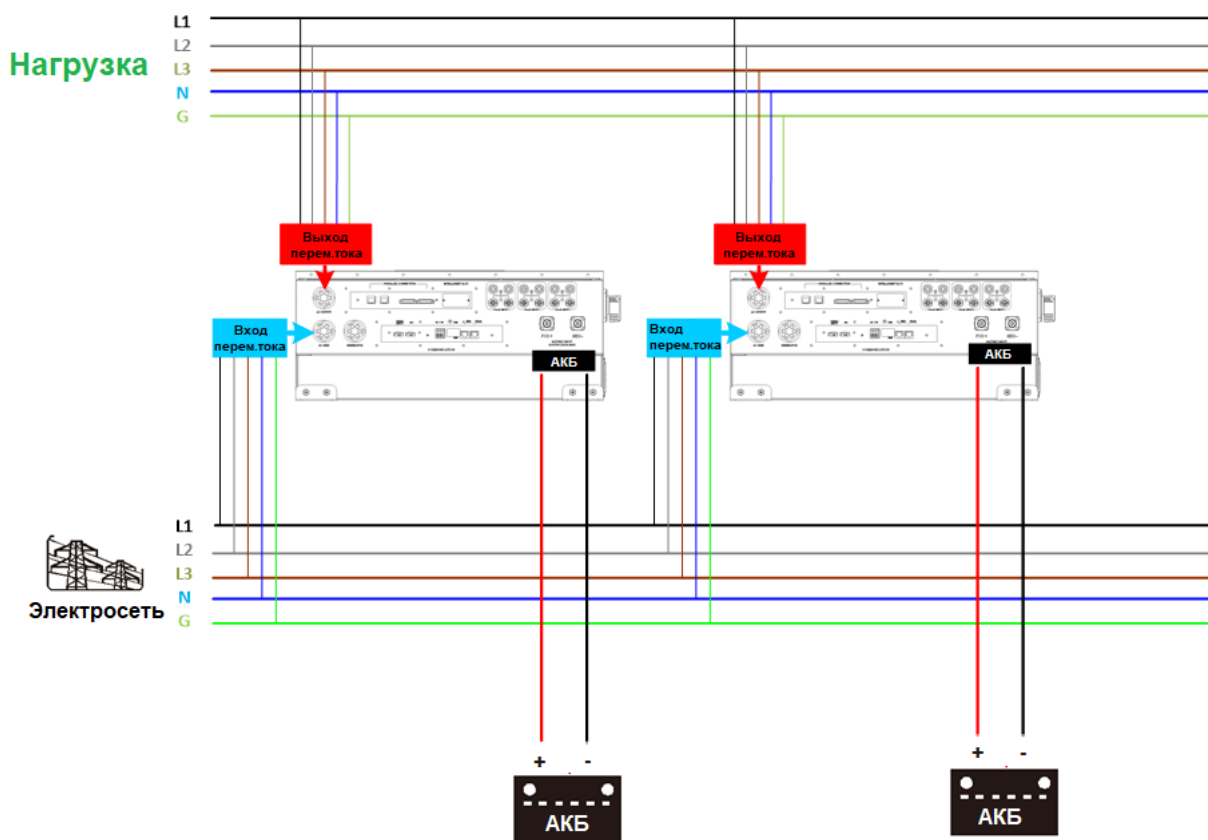 L1
L2
Нагрузка
L3
N
G
Выход
перем.тока
Выход
перем.тока
Вход
перем.тока
Вход
перем.тока
АКБ
АКБ
L1
L2
L3
N
Электросеть
G
+ -
+ -
АКБ
АКБ